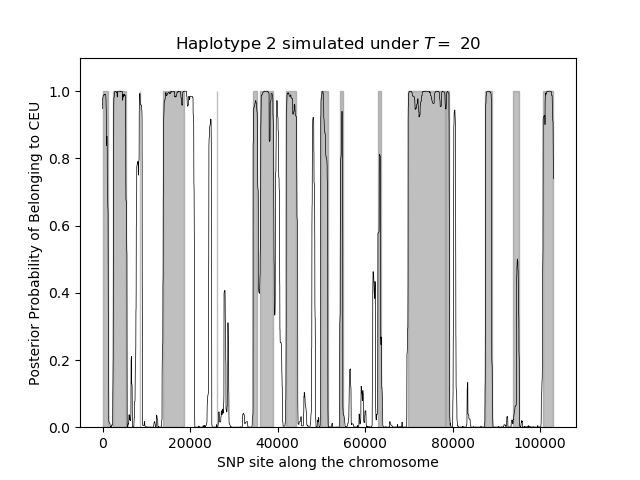 Haplotype 2 simulated under T = 20
Posterior Probability of Belonging to CEU
1.0
0.8
0.6
0.4
0.2
0.0
0 20000 40000 60000 80000 100000
SNP site along the chromosome